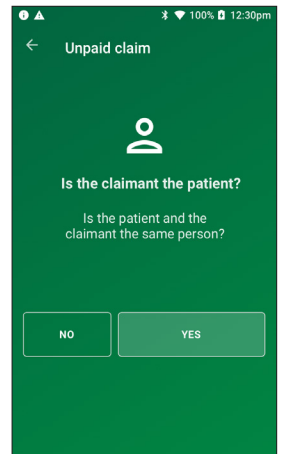 100% 12:30pm
Unpaid claim
Is the claimant the patient?
Is the patient and the
claimant the same person?
NO YES